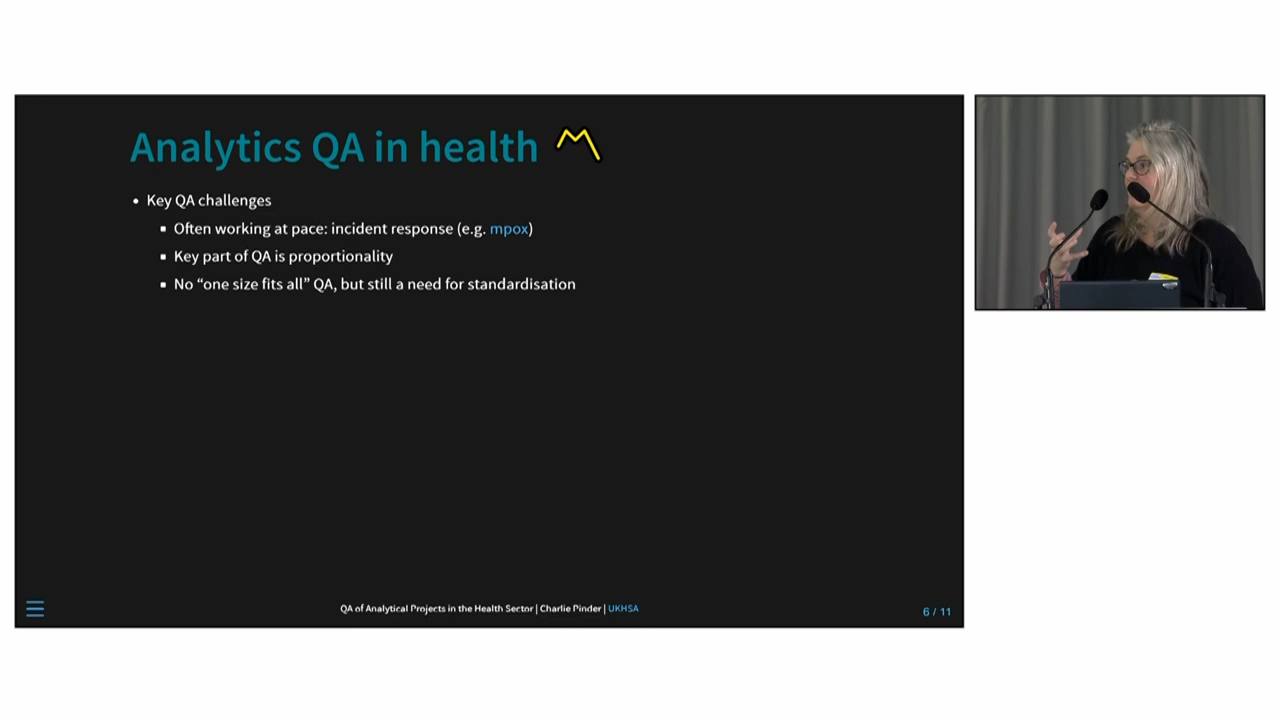 Analytics QA in health
Key QA challenges
Often working at pace: incident response (e.g. mpox)
Key part of QA is proportionality
No “one size fits all” QA, but still a need for standardisation
QA of Analytical Projects in the Health Sector | Charlie Pinder | UKHSA
6 / 11